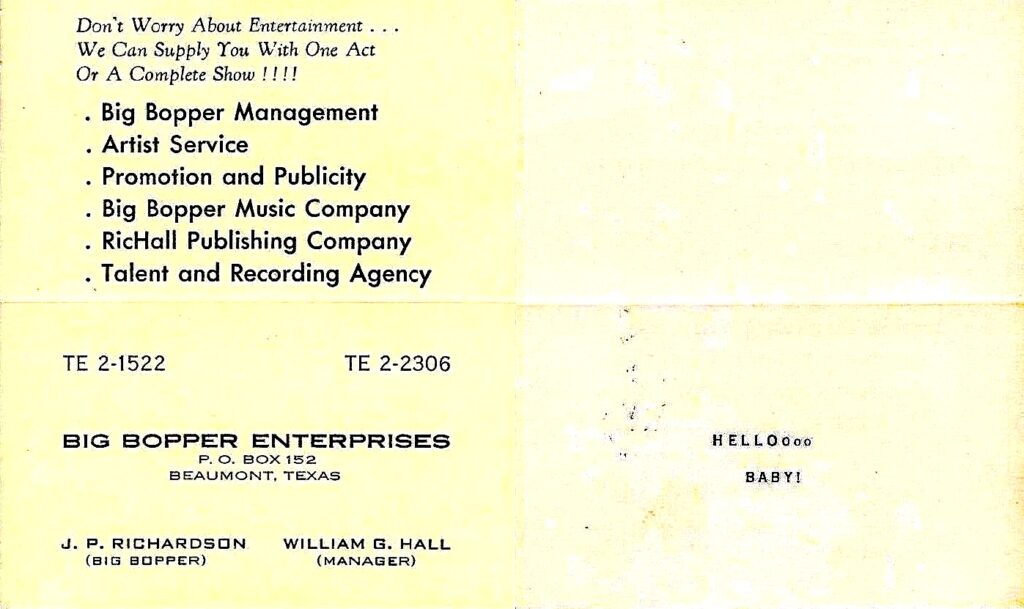 Don't Worry About Entertainment . . .
We Can Supply You With One Act
Or A Complete Show ! ! ! !
. Big Bopper Management
. Artist Service
. Promotion and Publicity
. Big Bopper Music Company
. RicHall Publishing Company
. Talent and Recording Agency
TE 2-1522 TE 2-2306
BIG BOPPER ENTERPRISES
P. O. BOX 152
BEAUMONT, TEXAS
J. P. RICHARDSON WILLIAM G. HALL
(BIG BOPPER) (MANAGER)
HELLOooo
BABY!